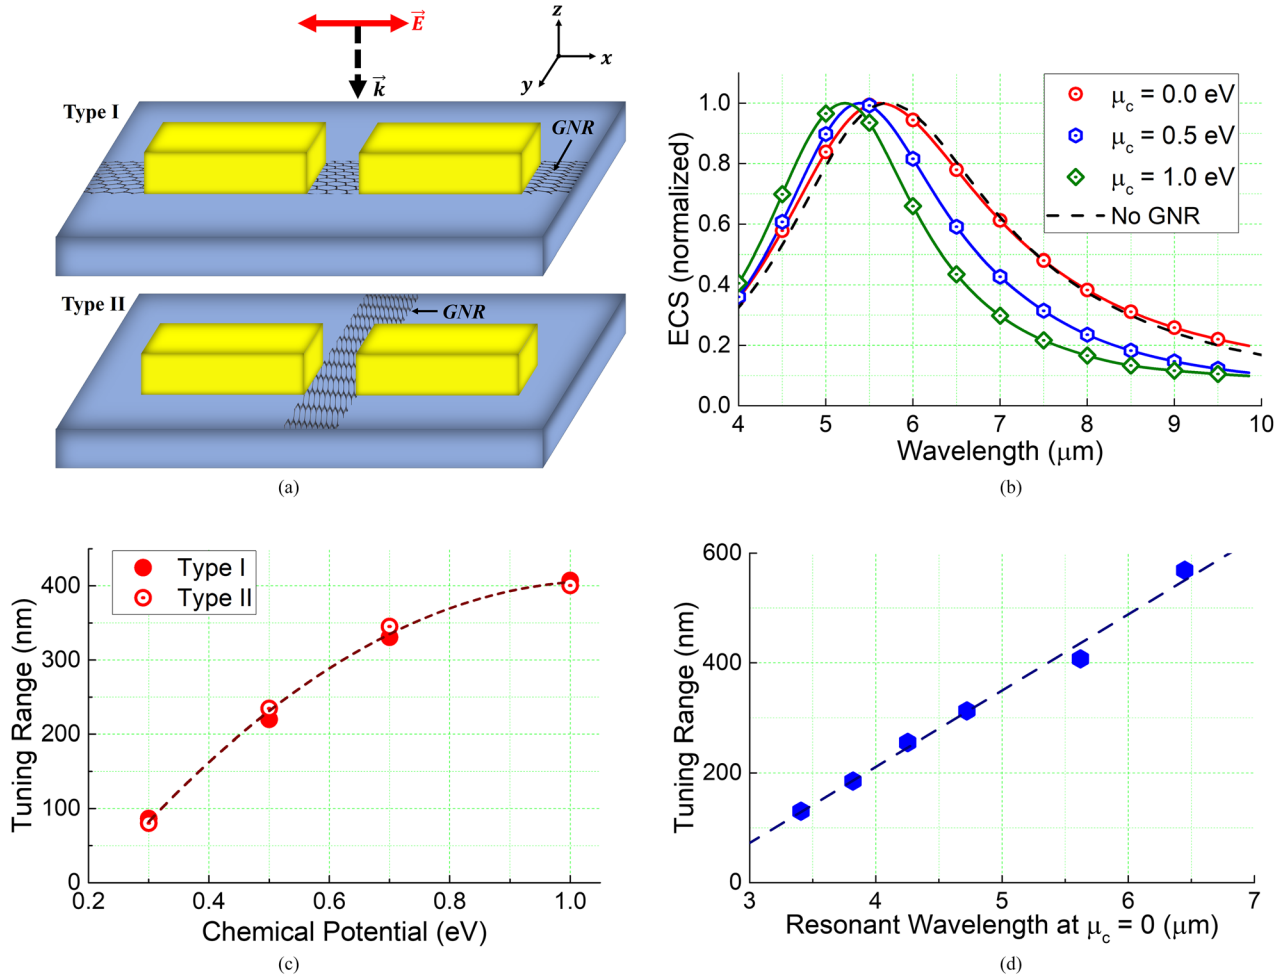 E⃗
z
x
y
k⃗
Type I
GNR
Type II
GNR
(a)
ECS (normalized)
1.0
0.8
0.6
0.4
0.2
0.0
4 5 6 7 8 9 10
Wavelength (μm)
μc = 0.0 eV
μc = 0.5 eV
μc = 1.0 eV
No GNR
(b)
Tuning Range (nm)
400
300
200
100
0
0.2 0.4 0.6 0.8 1.0
Chemical Potential (eV)
Type I
Type II
(c)
Tuning Range (nm)
600
400
200
0
3 4 5 6 7
Resonant Wavelength at μc = 0 (μm)
(d)